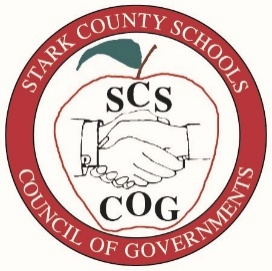 STARK COUNTY SCHOOLS
SCS
COG
COUNCIL OF GOVERNMENTS